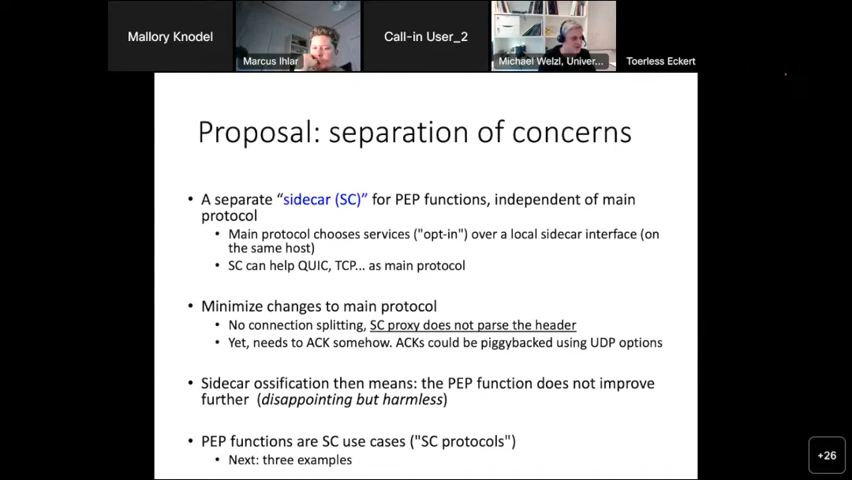 Mallory Knodel
Marcus Ihlar
Call-in User_2
Michael Welzl, Univer...
Toerless Eckert
Proposal: separation of concerns
• A separate “sidecar (SC)” for PEP functions, independent of main
protocol
• Main protocol chooses services ("opt-in") over a local sidecar interface (on
the same host)
• SC can help QUIC, TCP... as main protocol
• Minimize changes to main protocol
• No connection splitting, SC proxy does not parse the header
• Yet, needs to ACK somehow. ACKs could be piggybacked using UDP options
• Sidecar ossification then means: the PEP function does not improve
further (disappointing but harmless)
• PEP functions are SC use cases ("SC protocols")
• Next: three examples
+26